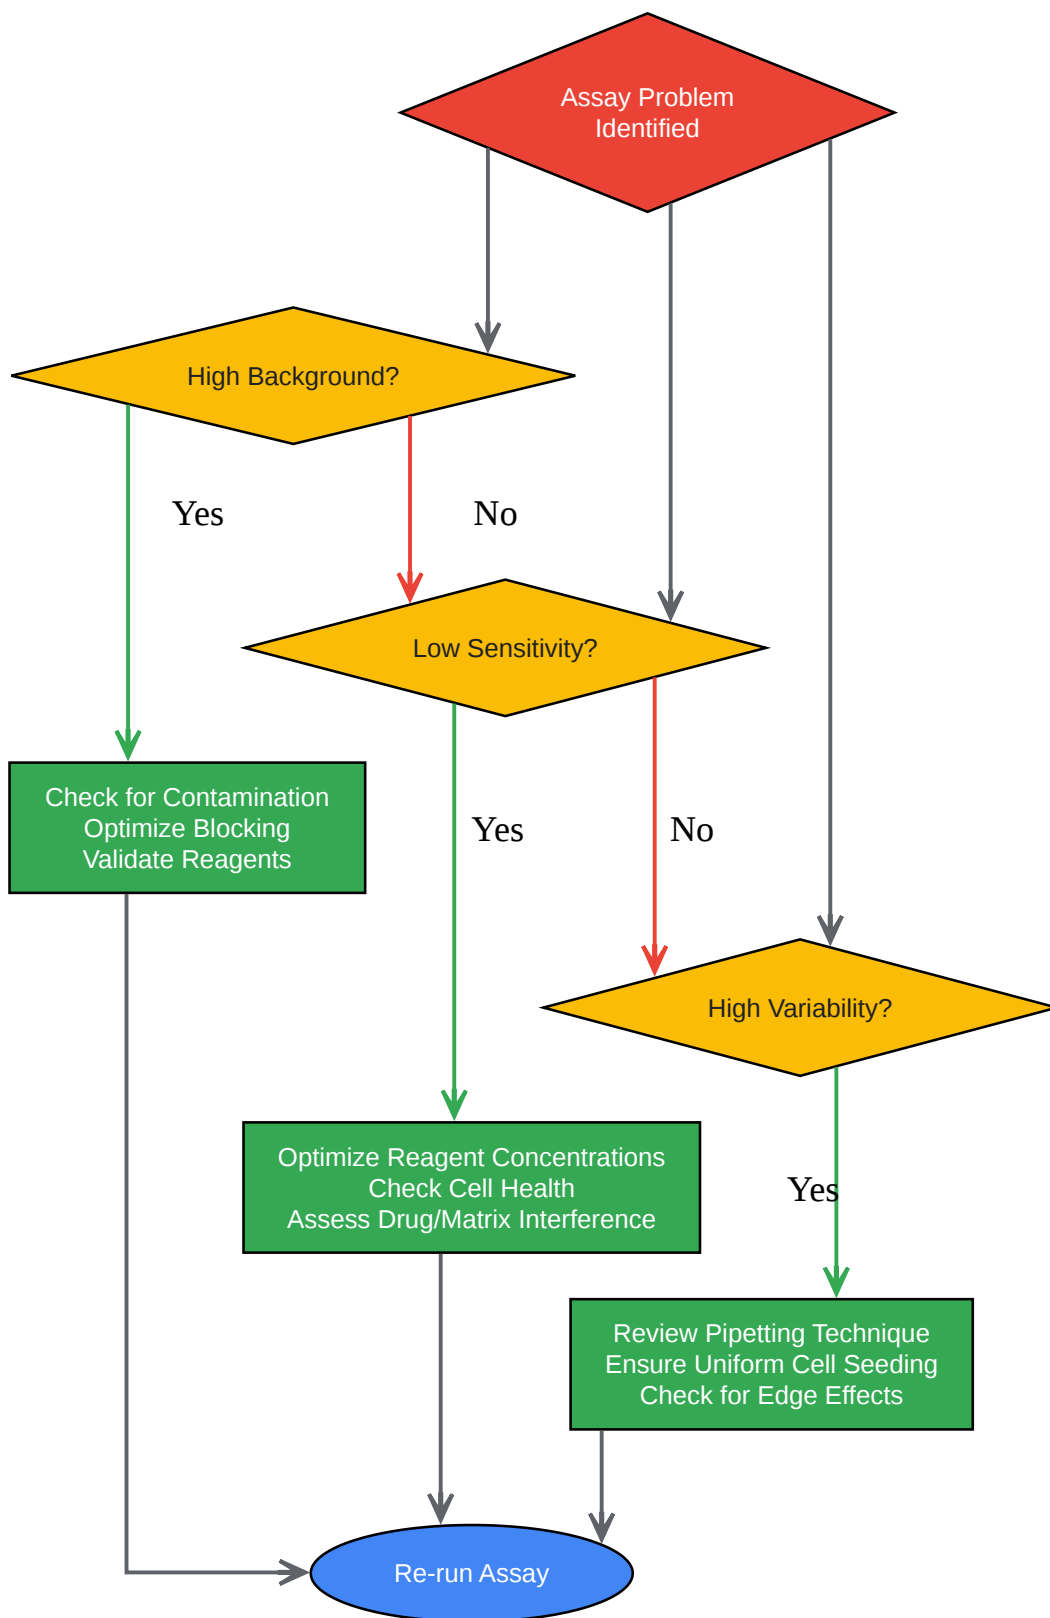 Assay Problem
Identified
High Background?
Yes
No
Low Sensitivity?
Check for Contamination
Optimize Blocking
Validate Reagents
Yes
No
High Variability?
Optimize Reagent Concentrations
Check Cell Health
Assess Drug/Matrix Interference
Yes
Review Pipetting Technique
Ensure Uniform Cell Seeding
Check for Edge Effects
Re-run Assay